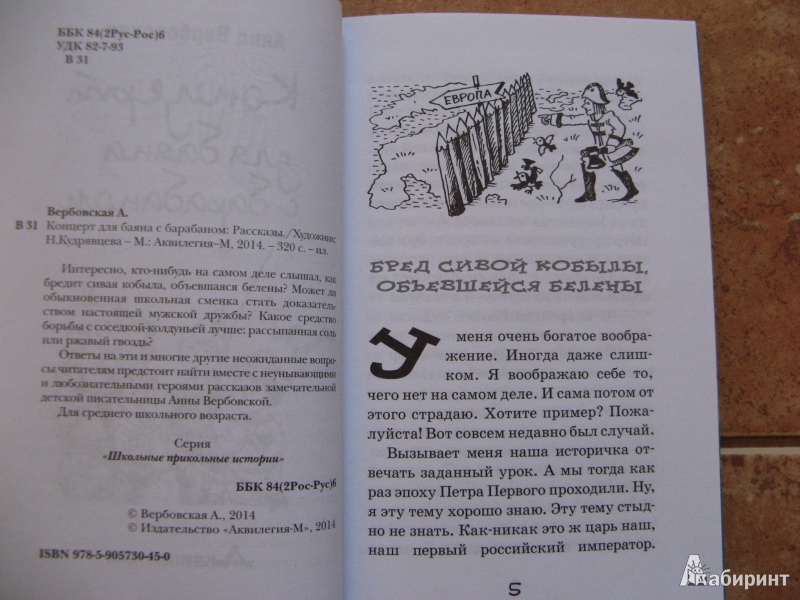 ББК 84(2Рус-Рос)6
УДК 82-7-93
В 31
Вербовская А.
В 31 Концерт для баяна с барабаном: Рассказы./Художник
Н.Кудрявцева – М.: Аквилегия–М, 2014. – 320 с. – ил.
Интересно, кто-нибудь на самом деле слышал, как
бредит сивая кобыла, объевшаяся белены? Может ли
обыкновенная школьная сменка стать доказатель-
ством настоящей мужской дружбы? Какое средство
борьбы с соседкой-колдуньей лучше: рассыпанная соль
или ржавый гвоздь?
Ответы на эти и многие другие неожиданные вопро-
сы читателям предстоит найти вместе с неунывающими
и любознательными героями рассказов замечательной
детской писательницы Анны Вербовской.
Для среднего школьного возраста.
Серия
«Школьные прикольные истории»
ББК 84(2Рос-Рус)6
© Вербовская А., 2014
© Издательство «Аквилегия-М», 2014
ISBN 978-5-905730-45-0
ЕВРОПА
БРЕД СИВОЙ КОБЫЛЫ,
ОБЪЕВШЕЙСЯ БЕЛЕНЫ
У меня очень богатое вообра-
жение. Иногда даже слиш-
ком. Я воображаю себе то,
чего нет на самом деле. И сама потом от
этого страдаю. Хотите пример? Пожа-
луйста! Вот совсем недавно был случай.
Вызывает меня наша историчка от-
вечать заданный урок. А мы тогда как
раз эпоху Петра Первого проходили. Ну,
я эту тему хорошо знаю. Эту тему стыд-
но не знать. Как-никак это ж царь наш,
наш первый российский император.
5
Лабиринт